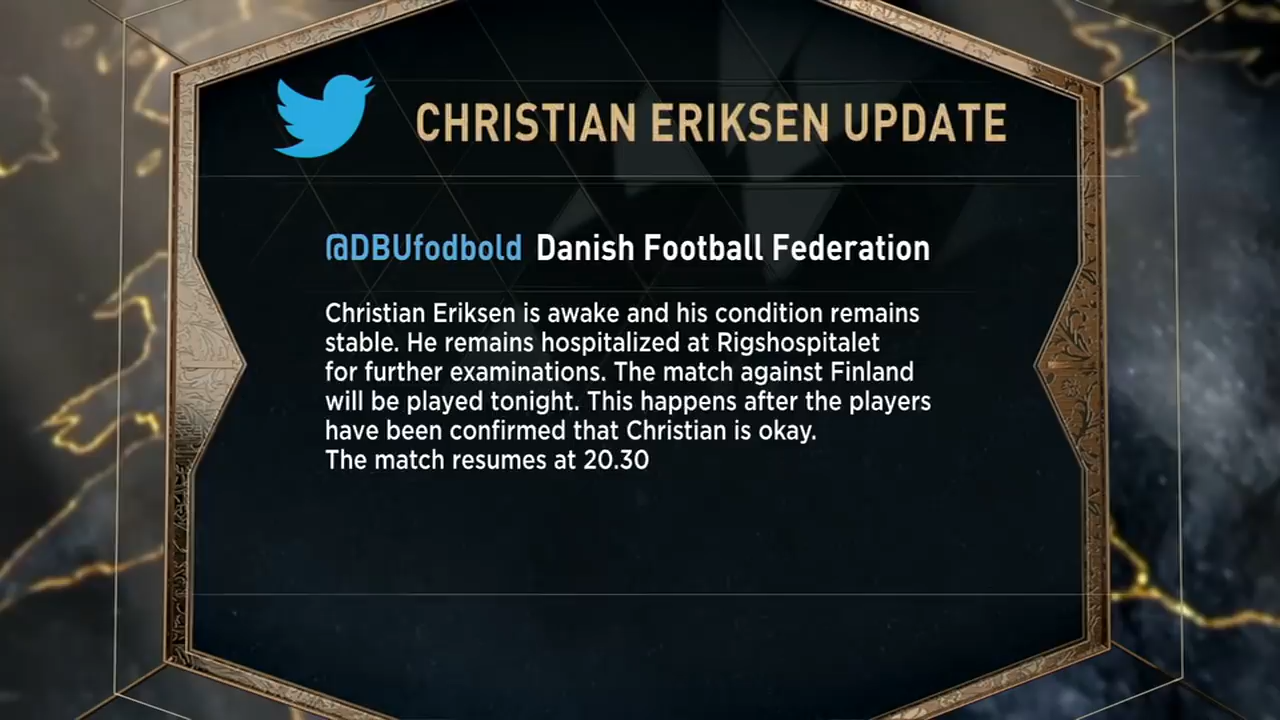 CHRISTIAN ERIKSEN UPDATE
@DBUfodbold Danish Football Federation
Christian Eriksen is awake and his condition remains
stable. He remains hospitalized at Rigshospitalet
for further examinations. The match against Finland
will be played tonight. This happens after the players
have been confirmed that Christian is okay.
The match resumes at 20.30